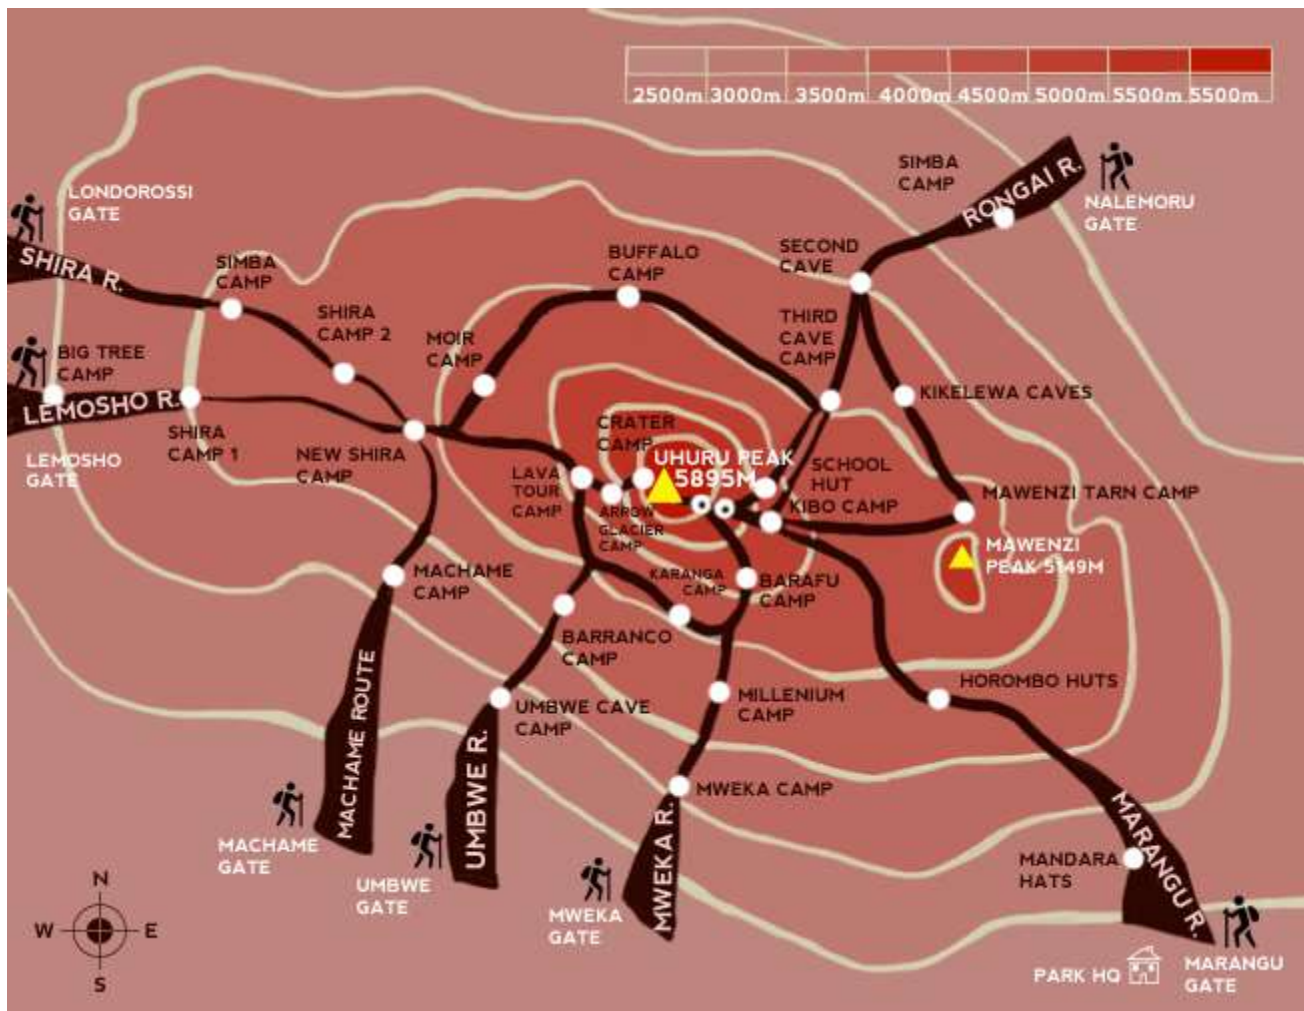 2500m 3000m 3500m 4000m 4500m 5000m 5500m 5500m
SIMBA
CAMP
RONGAI R.
NALEMORU
GATE
LONDOROSSI
GATE
SHIRA R.
SIMBA
CAMP
BUFFALO
CAMP
SECOND
CAVE
SHIRA
CAMP 2
THIRD
CAVE
CAMP
MOIR
CAMP
BIG TREE
CAMP
LEMOSHO R.
KIKELEWA CAVES
CRATER
CAMP
SHIRA
CAMP 1
LEMOSHO
GATE
NEW SHIRA
CAMP
UHURU PEAK
5895M
LAVA
TOUR
CAMP
SCHOOL
HUT
KIBO CAMP
MAWENZI TARN CAMP
ARROW
GLACIER
CAMP
MAWENZI
PEAK 5149M
MACHAME
CAMP
KARANGA
CAMP
BARAFU
CAMP
BARRANCO
CAMP
MACHAME ROUTE
HOROMBO HUTS
MILLENIUM
CAMP
UMBWE CAVE
CAMP
UMBWE R.
MWEKA CAMP
MWEKA R.
MARANGU R.
MACHAME
GATE
MANDARA
HATS
UMBWE
GATE
MWEKA
GATE
N
W
E
S
PARK HQ
MARANGU
GATE